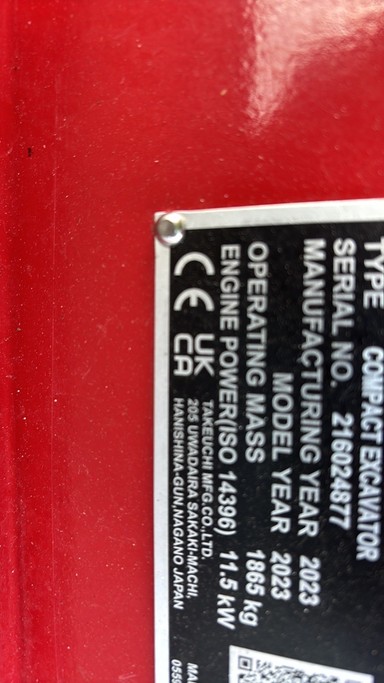 TYPE COMPACT EXCAVATOR
SERIAL NO. 216024877
MANUFACTURING YEAR 2023
MODEL YEAR 2023
OPERATING MASS 1865 kg
ENGINE POWER(ISO 14396) 11.5 kW
CE UK
CA
TAKEUCHI MFG.CO.,LTD.
205 UWADAIRA SAKAKI-MACHI,
HANISHINA-GUN,NAGANO JAPAN
0559